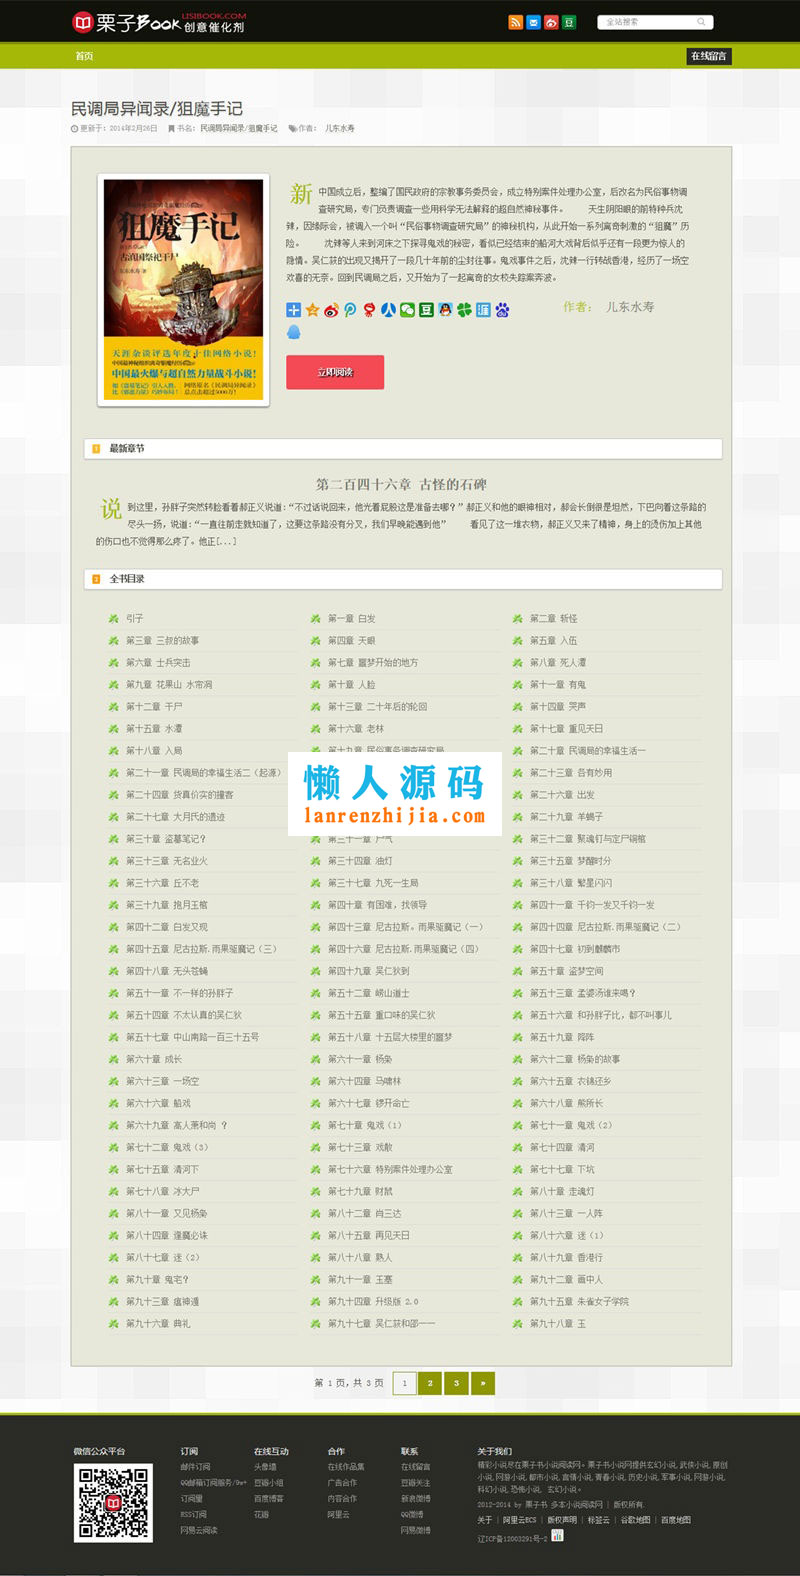 栗子Book USIBOOK.COM 创意催化剂
全站搜索
首页
在线留言
民调局异闻录/狙魔手记
更新于: 2014年2月26日 书名: 民调局异闻录/狙魔手记 作者: 儿东水寿
狙魔手记
新 中国成立后，整编了国民政府的宗教事务委员会，成立特别案件处理办公室，后改名为民俗事物调
查研究局，专门负责调查一些用科学无法解释的超自然神秘事件。 天生阴阳眼的前特种兵沈
辣，因缘际会，被调入一个叫“民俗事物调查研究局”的神秘机构，从此开始一系列离奇刺激的“狙魔”历
险。 沈辣等人来到河床之下探寻鬼戏的秘密，看似已经结束的船河大戏背后似乎还有一段更为惊人的
隐情。吴仁荻的出现又揭开了一段几十年前的尘封往事。鬼戏事件之后，沈辣一行转战香港，经历了一场空
欢喜的无奈。回到民调局之后，又开始为了一起离奇的女校失踪案奔波。
作者： 儿东水寿
天涯杂谈评选年度十佳网络小说！
中国最火爆与超自然力量战斗小说！
立即阅读
1 最新章节
第二百四十六章 古怪的石碑
说 到这里，孙胖子突然转脸看着郝正义说道：“不过话说回来，他光着屁股这是准备去哪？”郝正义和他的眼神相对，郝会长倒很是坦然，下巴向着这条路的
尽头一扬，说道：“一直往前走就知道了，这要这条路没有分叉，我们早晚能遇到他” 看见了这一堆衣物，郝正义又来了精神，身上的烫伤加上其他
的伤口也不觉得那么疼了。他正[...]
2 全书目录
引子 第一章 白发 第二章 斩怪
第三章 三叔的故事 第四章 天眼 第五章 入伍
第六章 士兵突击 第七章 噩梦开始的地方 第八章 死人潭
第九章 花果山 水帘洞 第十章 人脸 第十一章 有鬼
第十二章 干尸 第十三章 二十年后的轮回 第十四章 哭声
第十五章 水潭 第十六章 老林 第十七章 重见天日
第十八章 入局 第十九章 民俗事务调查研究局 第二十章 民调局的幸福生活一
第二十一章 民调局的幸福生活二（起源） 第二十三章 各有妙用
第二十四章 货真价实的撞客 第二十六章 出发
第二十七章 大月氏的遗迹 第二十九章 羊蝎子
懒人源码
lanrenzhijia.com
第三十章 盗墓笔记？ 第三十一章 尸气 第三十二章 聚魂钉与定尸铜棺
第三十三章 无名业火 第三十四章 油灯 第三十五章 梦醒时分
第三十六章 丘不老 第三十七章 九死一生局 第三十八章 繁星闪闪
第三十九章 抱月玉棺 第四十章 有困难，找领导 第四十一章 千钧一发又千钧一发
第四十二章 白发又现 第四十三章 尼古拉斯。雨果驱魔记（一） 第四十四章 尼古拉斯.雨果驱魔记（二）
第四十五章 尼古拉斯.雨果驱魔记（三） 第四十六章 尼古拉斯.雨果驱魔记（四） 第四十七章 初到麒麟市
第四十八章 无头苍蝇 第四十九章 吴仁狄到 第五十章 盗梦空间
第五十一章 不一样的孙胖子 第五十二章 崂山道士 第五十三章 孟婆汤谁来喝？
第五十四章 不太认真的吴仁狄 第五十五章 重口味的吴仁狄 第五十六章 和孙胖子比，都不叫事儿
第五十七章 中山南路一百三十五号 第五十八章 十五层大楼里的噩梦 第五十九章 降阵
第六十章 成长 第六十一章 杨枭 第六十二章 杨枭的故事
第六十三章 一场空 第六十四章 马啸林 第六十五章 衣锦还乡
第六十六章 船戏 第六十七章 锣开命亡 第六十八章 熊所长
第六十九章 高人萧和尚 ？ 第七十章 鬼戏（1） 第七十一章 鬼戏（2）
第七十二章 鬼戏（3） 第七十三章 戏散 第七十四章 清河
第七十五章 清河下 第七十六章 特别案件处理办公室 第七十七章 下坑
第七十八章 冰大尸 第七十九章 财鼠 第八十章 走魂灯
第八十一章 又见杨枭 第八十二章 尚三达 第八十三章 一人阵
第八十四章 逢魔必诛 第八十五章 再见天日 第八十六章 迷（1）
第八十七章 迷（2） 第八十八章 熟人 第八十九章 香港行
第九十章 鬼宅？ 第九十一章 玉塞 第九十二章 画中人
第九十三章 瘟神道 第九十四章 升级版 2.0 第九十五章 朱雀女子学院
第九十六章 典礼 第九十七章 吴仁荻和邵一一 第九十八章 玉
第 1 页，共 3 页 1 2 3 »
微信公众平台 订阅 在线互动 合作 联系 关于我们
邮件订阅 头像墙 在线作品集 在线留言
QQ邮箱订阅服务/9w+ 豆瓣小组 广告合作 豆瓣关注
订阅量 百度博客 内容合作 新浪微博
RSS订阅 花瓣 阿里云 QQ微博
网易云阅读 网易微博
精彩小说尽在栗子书小说阅读网。栗子书小说网提供玄幻小说,武侠小说,原创
小说,网游小说,都市小说,言情小说,青春小说,历史小说,军事小说,网游小说,
科幻小说,恐怖小说, 玄幻小说。
2012-2014 by 栗子书 多本小说阅读网 | 版权所有.
关于 | 阿里云ECS | 版权声明 | 标签云 | 谷歌地图 | 百度地图
辽ICP备12003291号-2